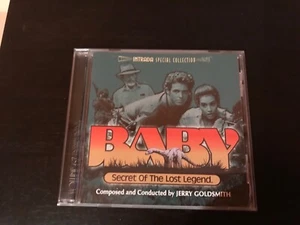 INTRADA SPECIAL COLLECTION
BABY
Secret Of The Lost Legend.
Composed and Conducted by JERRY GOLDSMITH